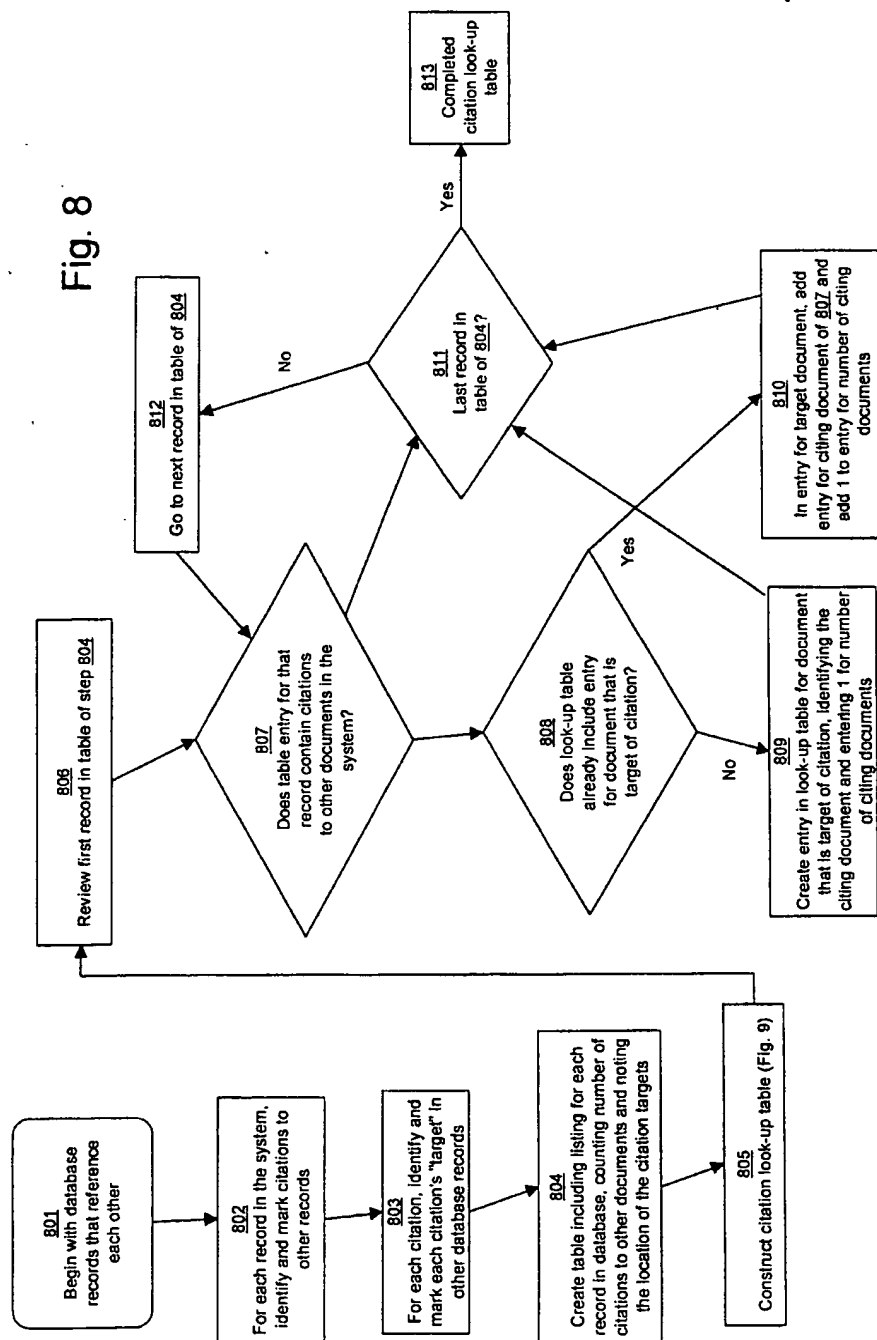 Fig. 8
801
Begin with database
records that reference
each other
802
For each record in the system,
identify and mark citations to
other records
803
For each citation, identify and
mark each citation's "target" in
other database records
804
Create table including listing for each
record in database, counting number of
citations to other documents and noting
the location of the citation targets
805
Construct citation look-up table (Fig. 9)
806
Review first record in table of step 804
807
Does table entry for that
record contain citations
to other documents in the
system?
808
Does look-up table
already include entry
for document that is
target of citation?
No
Yes
809
Create entry in look-up table for document
that is target of citation, identifying the
citing document and entering 1 for number
of citing documents
810
In entry for target document, add
entry for citing document of 807 and
add 1 to entry for number of citing
documents
811
Last record in
table of 804?
No
Yes
812
Go to next record in table of 804
813
Completed
citation look-up
table